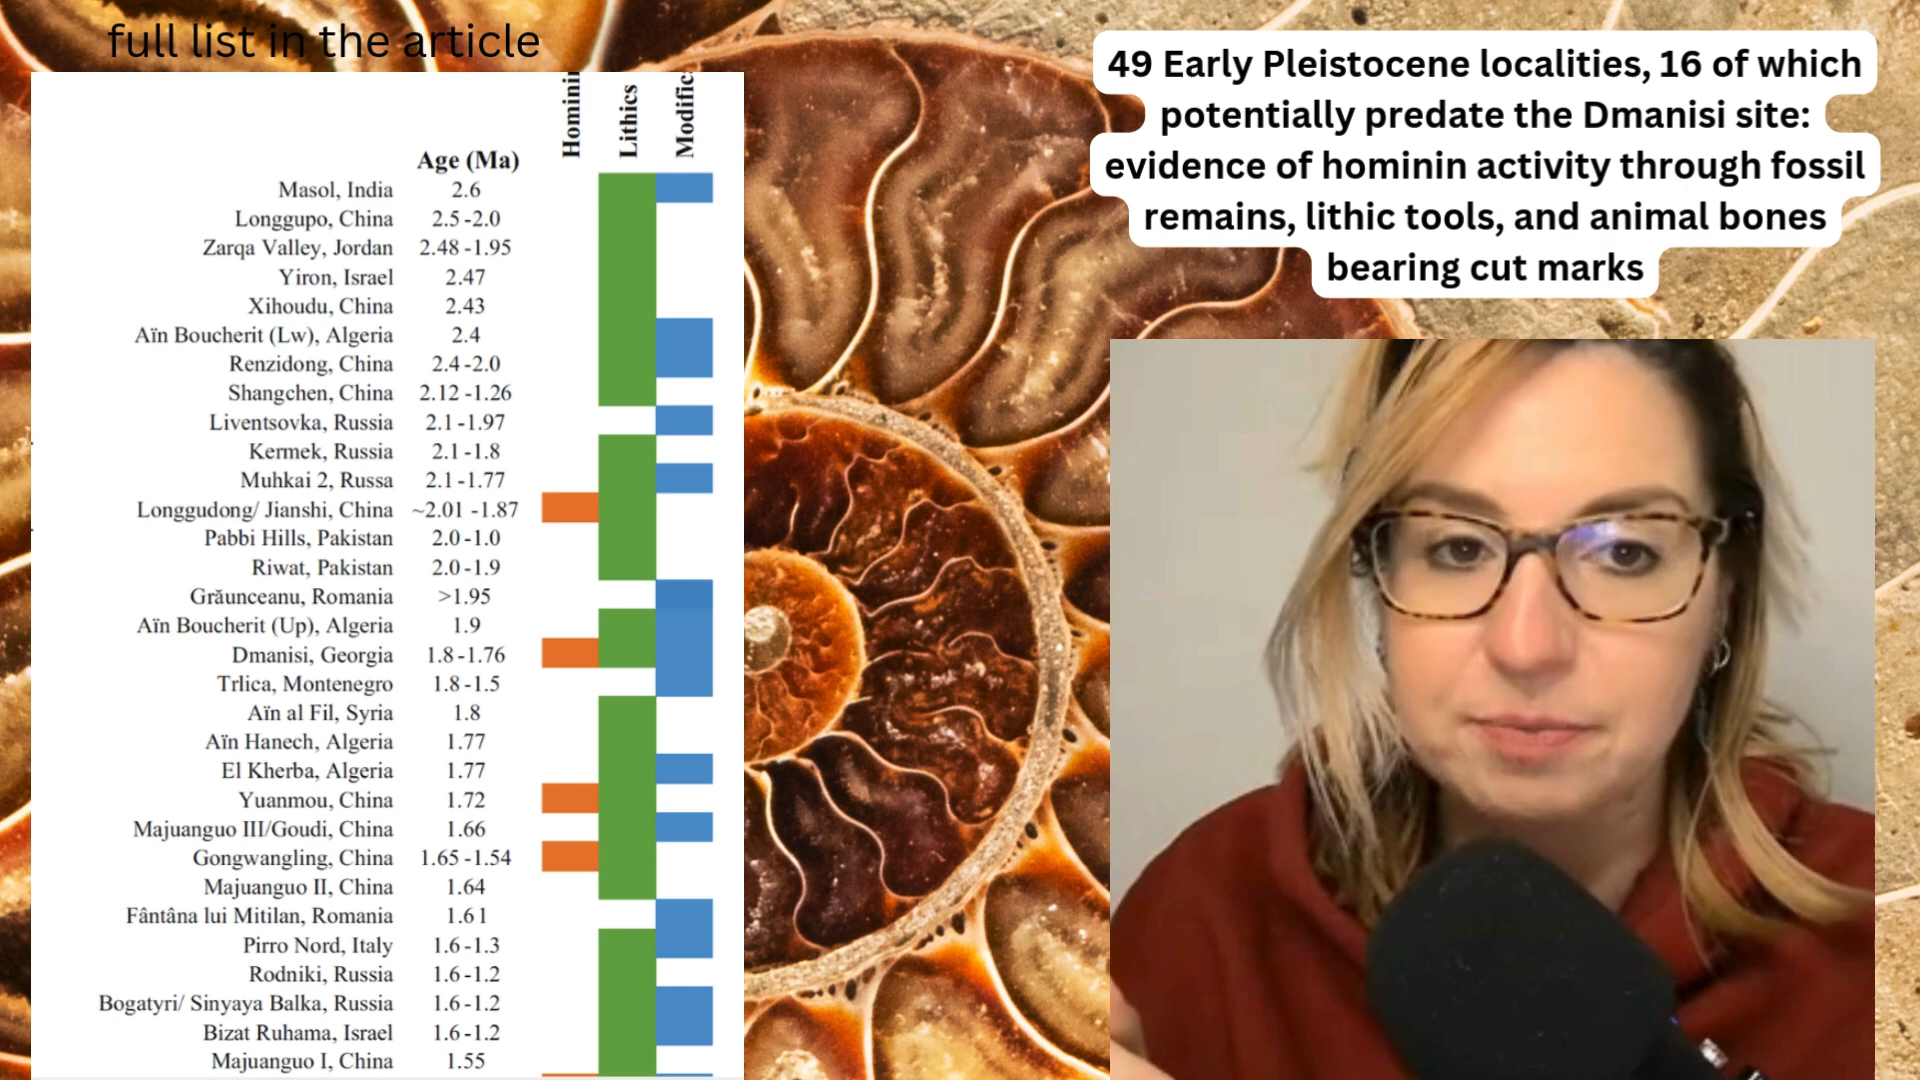 full list in the article
49 Early Pleistocene localities, 16 of which
potentially predate the Dmanisi site:
evidence of hominin activity through fossil
remains, lithic tools, and animal bones
bearing cut marks
Age (Ma)
Lithics
Masol, India 2.6
Longgupo, China 2.5 -2.0
Zarqa Valley, Jordan 2.48 -1.95
Yiron, Israel 2.47
Xihoudu, China 2.43
Aïn Boucherit (Lw), Algeria 2.4
Renzidong, China 2.4 -2.0
Shangchen, China 2.12 -1.26
Liventsovka, Russia 2.1 -1.97
Kermek, Russia 2.1 -1.8
Muhkai 2, Russa 2.1 -1.77
Longgudong/ Jianshi, China ~2.01 -1.87
Pabbi Hills, Pakistan 2.0 -1.0
Riwat, Pakistan 2.0 -1.9
Grăunceanu, Romania >1.95
Aïn Boucherit (Up), Algeria 1.9
Dmanisi, Georgia 1.8 -1.76
Trlica, Montenegro 1.8 -1.5
Aïn al Fil, Syria 1.8
Aïn Hanech, Algeria 1.77
El Kherba, Algeria 1.77
Yuanmou, China 1.72
Majuanguo III/Goudi, China 1.66
Gongwangling, China 1.65 -1.54
Majuanguo II, China 1.64
Fântâna lui Mitilan, Romania 1.61
Pirro Nord, Italy 1.6 -1.3
Rodniki, Russia 1.6 -1.2
Bogatyri/ Sinyaya Balka, Russia 1.6 -1.2
Bizat Ruhama, Israel 1.6 -1.2
Majuanguo I, China 1.55